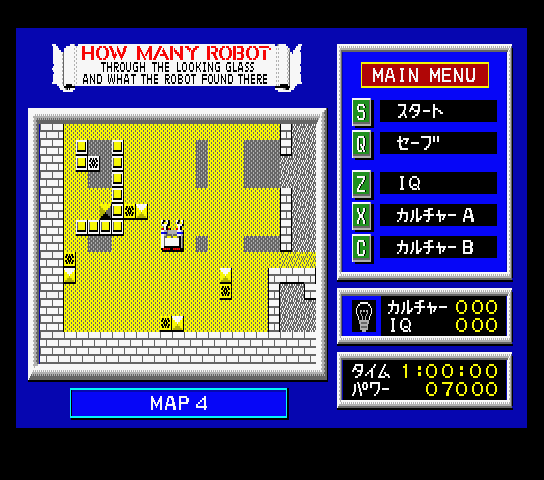 HOW MANY ROBOT
THROUGH THE LOOKING GLASS
AND WHAT THE ROBOT FOUND THERE
MAIN MENU
S スタート
Q セーブ
Z IQ
X カルチャーA
C カルチャーB
カルチャー 000
IQ 000
タイム 1:00:00
パワー 07000
MAP 4